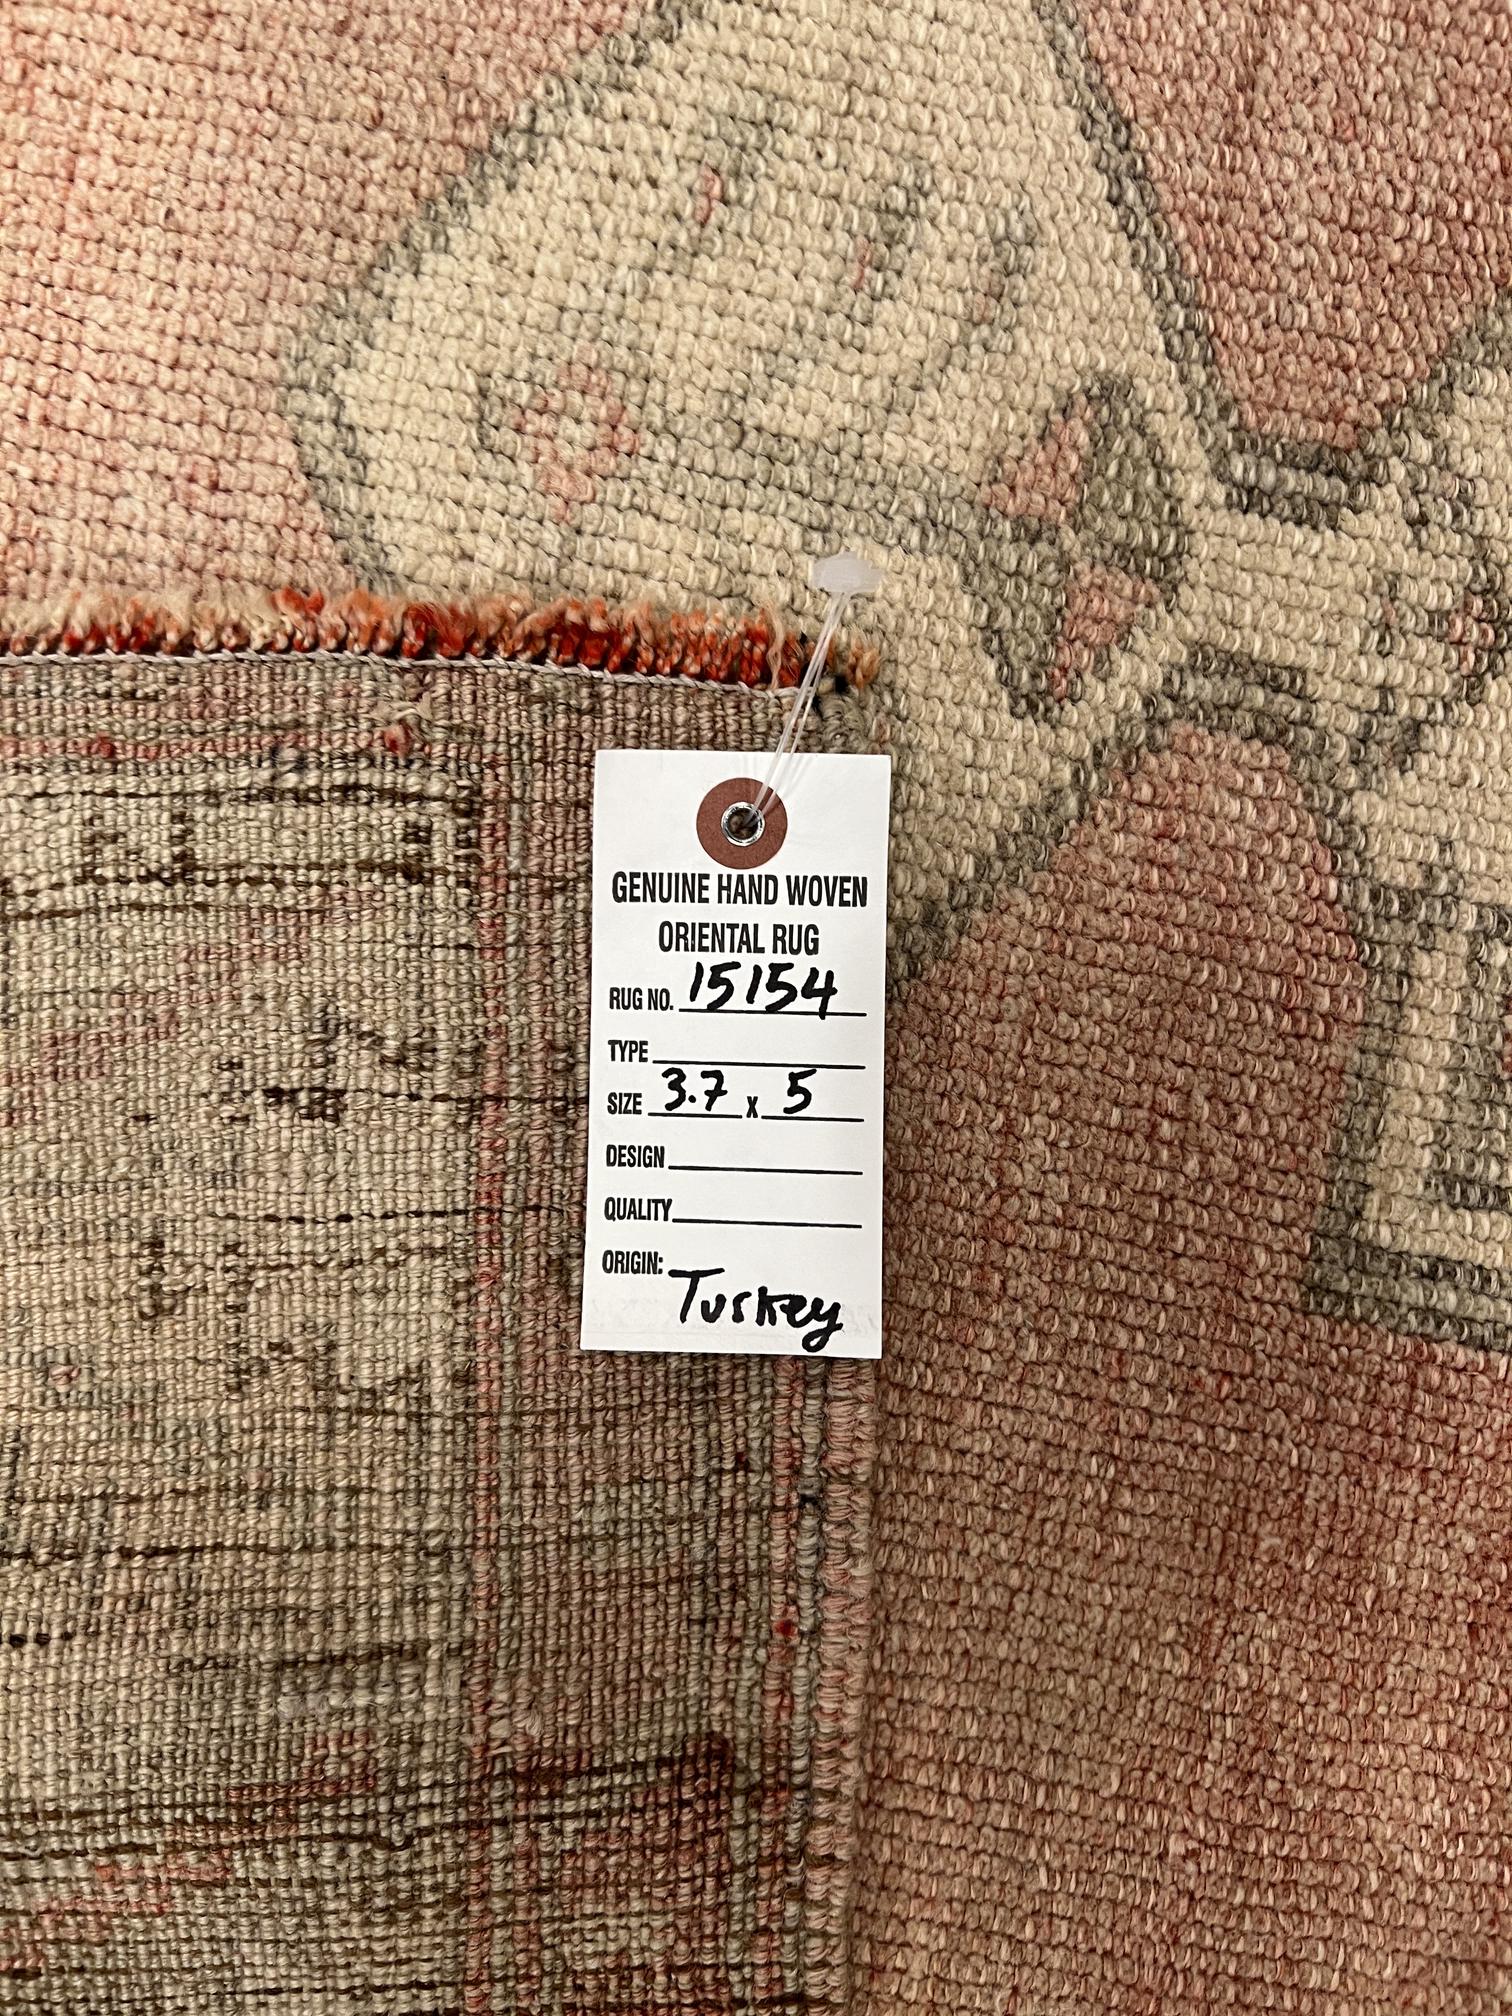 GENUINE HAND WOVEN
ORIENTAL RUG
RUG NO. 15154
TYPE
SIZE 3.7 x 5
DESIGN
QUALITY
ORIGIN: Turkey